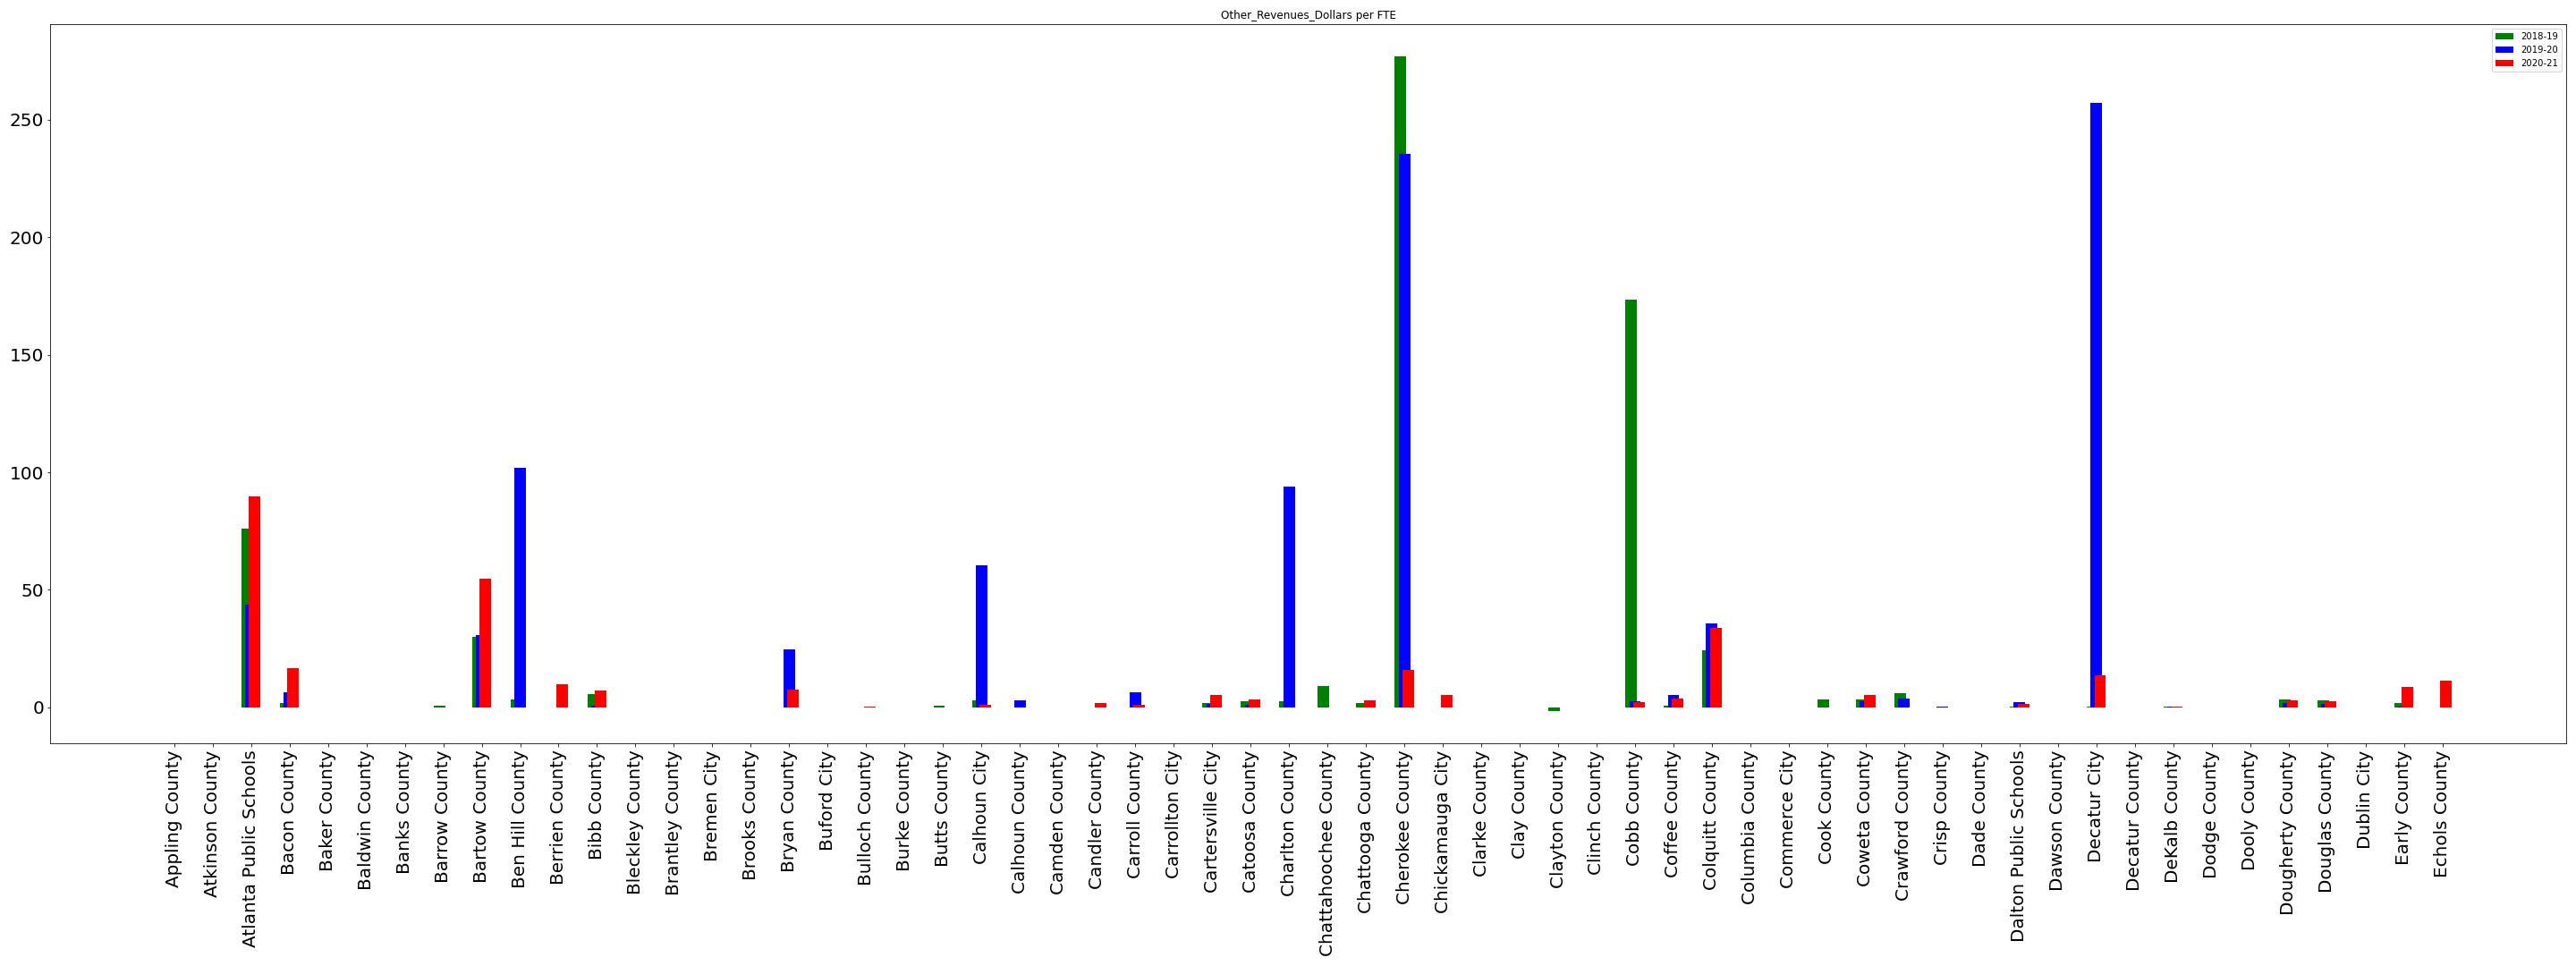 Other_Revenues_Dollars per FTE
2018-19
2019-20
2020-21
250
200
150
100
50
0
Appling County
Atkinson County
Atlanta Public Schools
Bacon County
Baker County
Baldwin County
Banks County
Barrow County
Bartow County
Ben Hill County
Berrien County
Bibb County
Bleckley County
Brantley County
Bremen City
Brooks County
Bryan County
Buford City
Bulloch County
Burke County
Butts County
Calhoun City
Calhoun County
Camden County
Candler County
Carroll County
Carrollton City
Cartersville City
Catoosa County
Charlton County
Chattahoochee County
Chattooga County
Cherokee County
Chickamauga City
Clarke County
Clay County
Clayton County
Clinch County
Cobb County
Coffee County
Colquitt County
Columbia County
Commerce City
Cook County
Coweta County
Crawford County
Crisp County
Dade County
Dalton Public Schools
Dawson County
Decatur City
Decatur County
DeKalb County
Dodge County
Dooly County
Dougherty County
Douglas County
Dublin City
Early County
Echols County